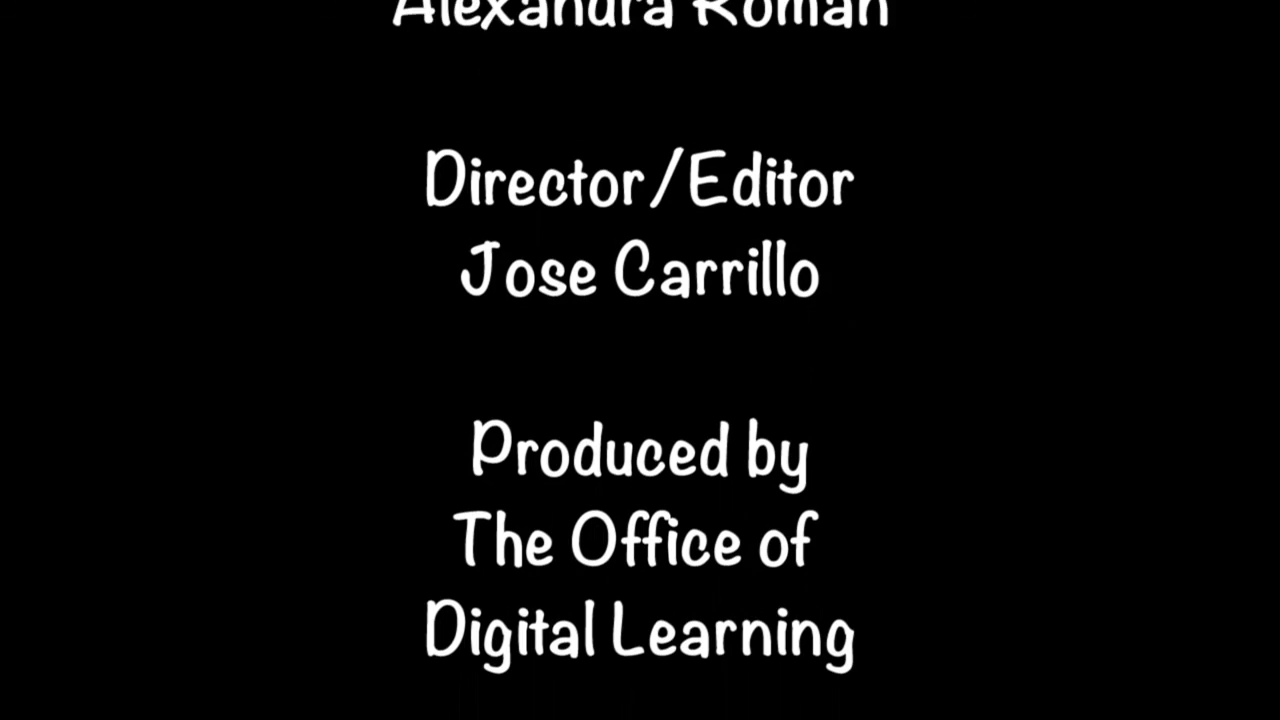 Alexandra Roman
Director/Editor
Jose Carrillo
Produced by
The Office of
Digital Learning